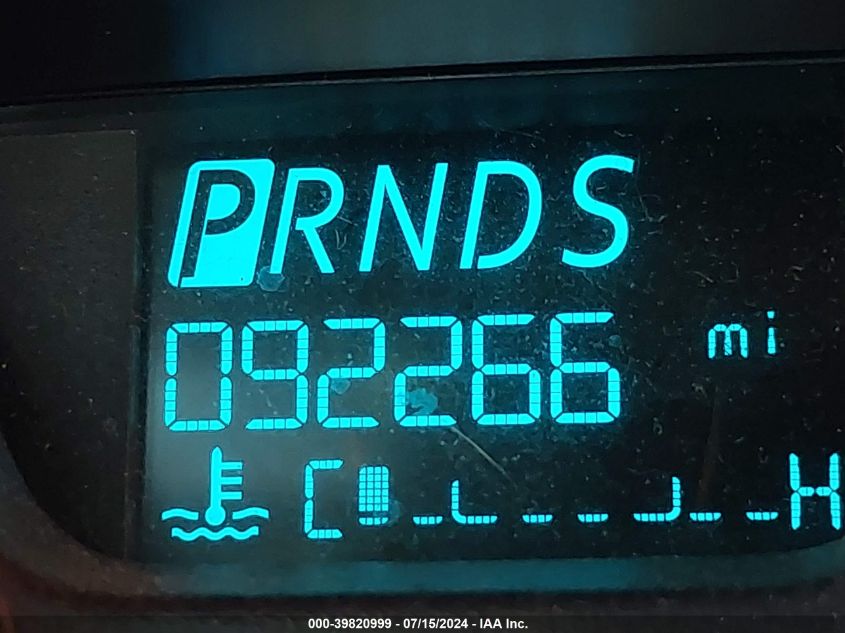 PRNDS
092266 mi
C H
000-39820999 - 07/15/2024 - IAA Inc.